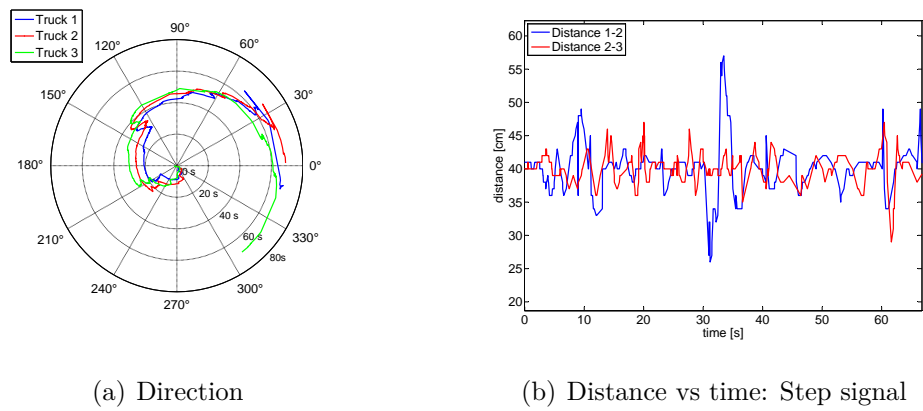 Truck 1
Truck 2
Truck 3
90°
60°
30°
0°
330°
300°
270°
240°
210°
180°
150°
120°
20 s
40 s
60 s
80s
Distance 1-2
Distance 2-3
distance [cm]
55
50
45
40
35
30
25
20
0
10
20
30
40
50
60
time [s]
(a) Direction
(b) Distance vs time: Step signal